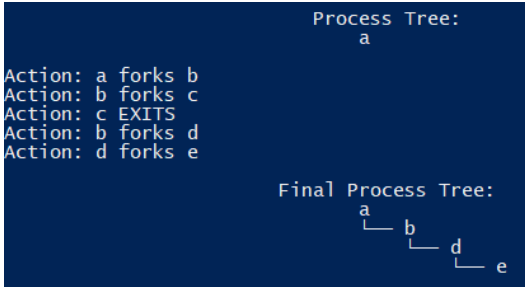 Process Tree:
a
Action: a forks b
Action: b forks c
Action: c EXITS
Action: b forks d
Action: d forks e
Final Process Tree:
a
└── b
└── d
└── e